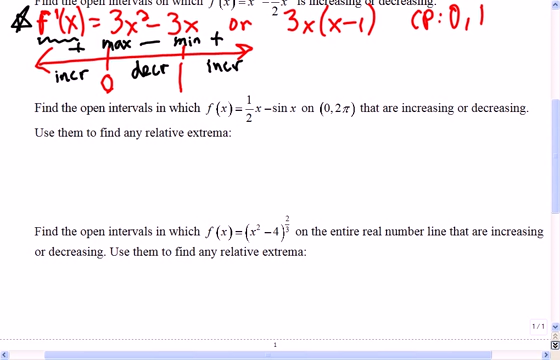 Find the open intervals on which f(x) = x³ − 3/2 x² is increasing or decreasing.
f'(x) = 3x² − 3x or 3x(x−1) CP: 0, 1
+ max − min +
incr 0 decr 1 incr
Find the open intervals in which f(x) = 1/2 x − sin x on (0, 2π) that are increasing or decreasing.
Use them to find any relative extrema:
Find the open intervals in which f(x) = (x² − 4)^(2/3) on the entire real number line that are increasing
or decreasing. Use them to find any relative extrema:
1/1
1